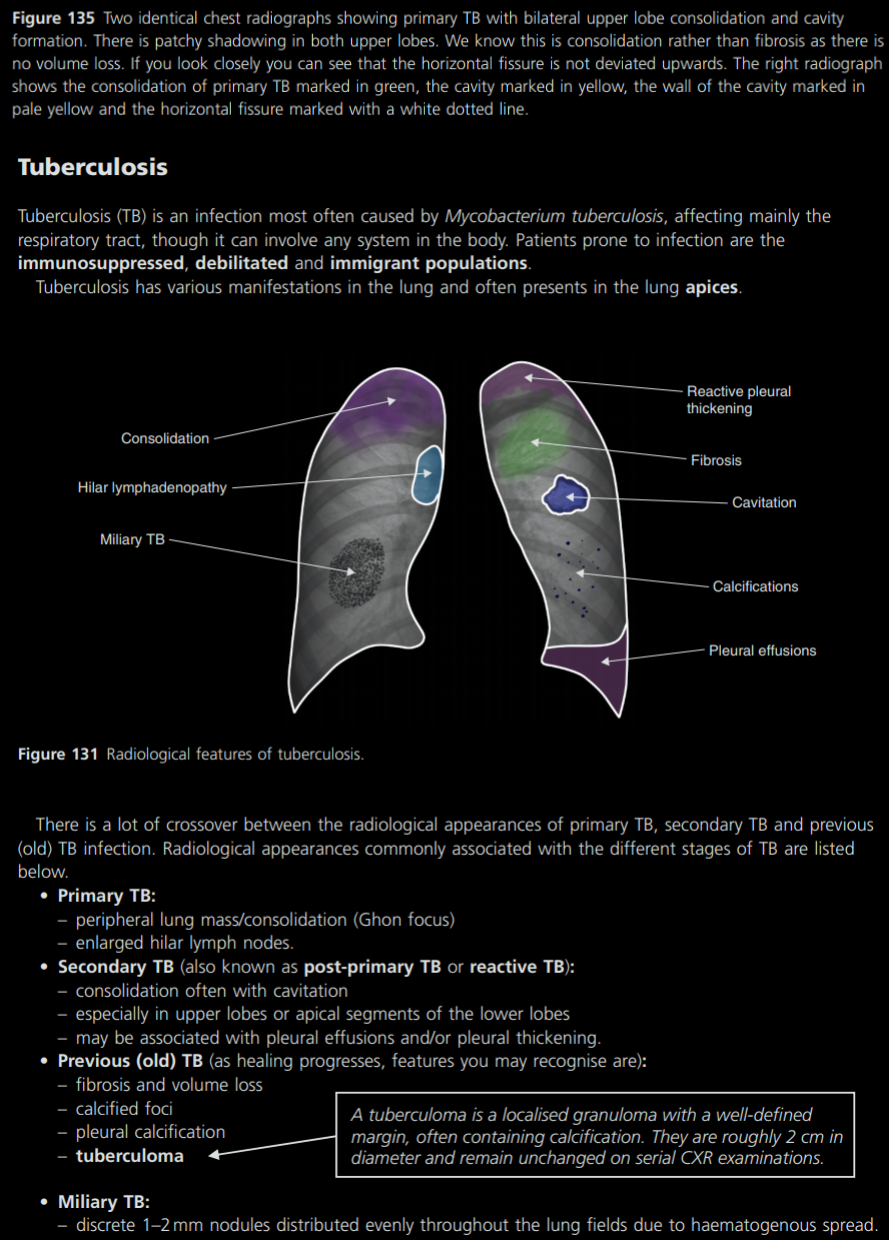 Figure 135 Two identical chest radiographs showing primary TB with bilateral upper lobe consolidation and cavity
formation. There is patchy shadowing in both upper lobes. We know this is consolidation rather than fibrosis as there is
no volume loss. If you look closely you can see that the horizontal fissure is not deviated upwards. The right radiograph
shows the consolidation of primary TB marked in green, the cavity marked in yellow, the wall of the cavity marked in
pale yellow and the horizontal fissure marked with a white dotted line.
Tuberculosis
Tuberculosis (TB) is an infection most often caused by Mycobacterium tuberculosis, affecting mainly the
respiratory tract, though it can involve any system in the body. Patients prone to infection are the
immunosuppressed, debilitated and immigrant populations.
Tuberculosis has various manifestations in the lung and often presents in the lung apices.
Consolidation
Hilar lymphadenopathy
Miliary TB
Reactive pleural
thickening
Fibrosis
Cavitation
Calcifications
Pleural effusions
Figure 131 Radiological features of tuberculosis.
There is a lot of crossover between the radiological appearances of primary TB, secondary TB and previous
(old) TB infection. Radiological appearances commonly associated with the different stages of TB are listed
below.
• Primary TB:
– peripheral lung mass/consolidation (Ghon focus)
– enlarged hilar lymph nodes.
• Secondary TB (also known as post-primary TB or reactive TB):
– consolidation often with cavitation
– especially in upper lobes or apical segments of the lower lobes
– may be associated with pleural effusions and/or pleural thickening.
• Previous (old) TB (as healing progresses, features you may recognise are):
– fibrosis and volume loss
– calcified foci
– pleural calcification
– tuberculoma
A tuberculoma is a localised granuloma with a well-defined
margin, often containing calcification. They are roughly 2 cm in
diameter and remain unchanged on serial CXR examinations.
• Miliary TB:
– discrete 1–2 mm nodules distributed evenly throughout the lung fields due to haematogenous spread.